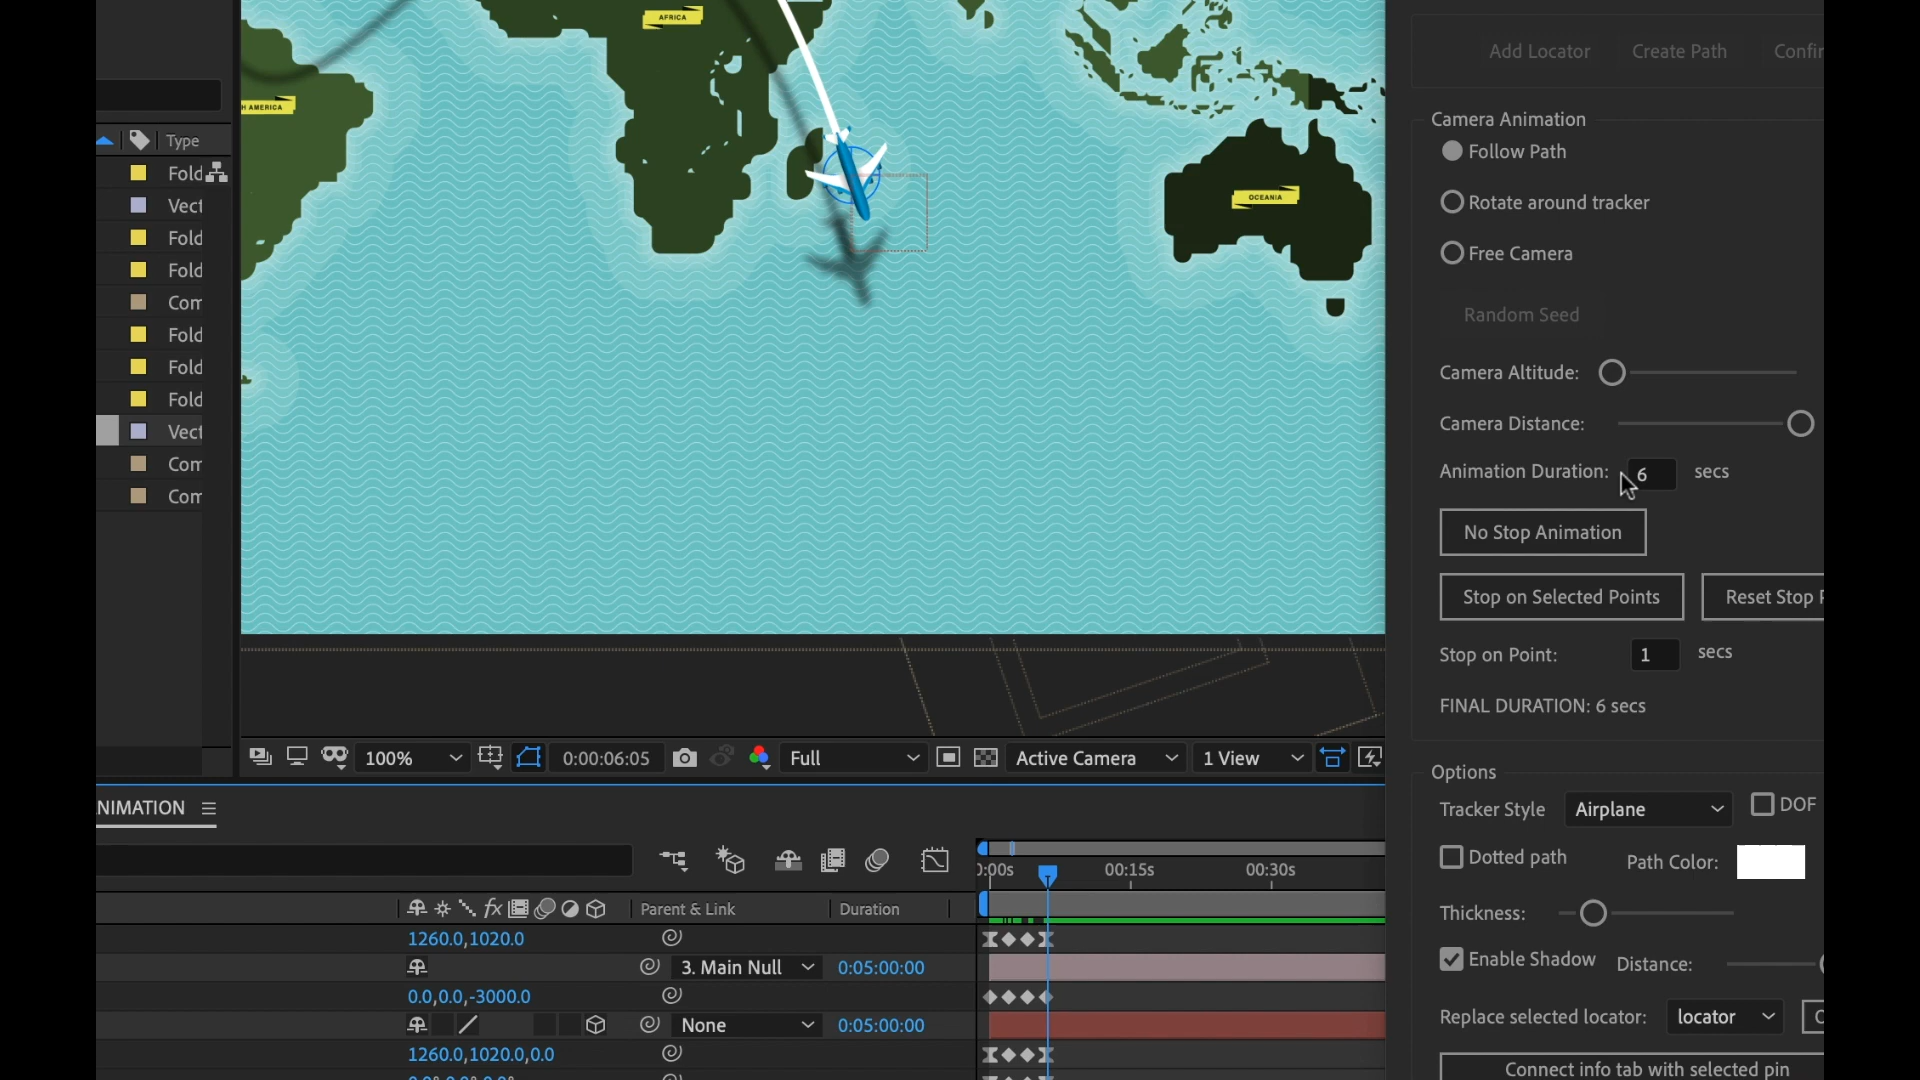 AFRICA
H AMERICA
OCEANIA
Type
Fold
Vect
Fold
Fold
Com
Fold
Fold
Fold
Vect
Com
Com
Add Locator
Create Path
Confir
Camera Animation
Follow Path
Rotate around tracker
Free Camera
Random Seed
Camera Altitude:
Camera Distance:
Animation Duration: 6 secs
No Stop Animation
Stop on Selected Points
Reset Stop P
Stop on Point: 1 secs
FINAL DURATION: 6 secs
100%
0:00:06:05
Full
Active Camera
1 View
Options
Tracker Style Airplane DOF
Dotted path Path Color:
Thickness:
Enable Shadow Distance:
Replace selected locator: locator
Connect info tab with selected pin
NIMATION
0:00s 00:15s 00:30s
fx Parent & Link Duration
1260.0,1020.0
3. Main Null 0:05:00:00
0.0,0.0,-3000.0
None 0:05:00:00
1260.0,1020.0,0.0